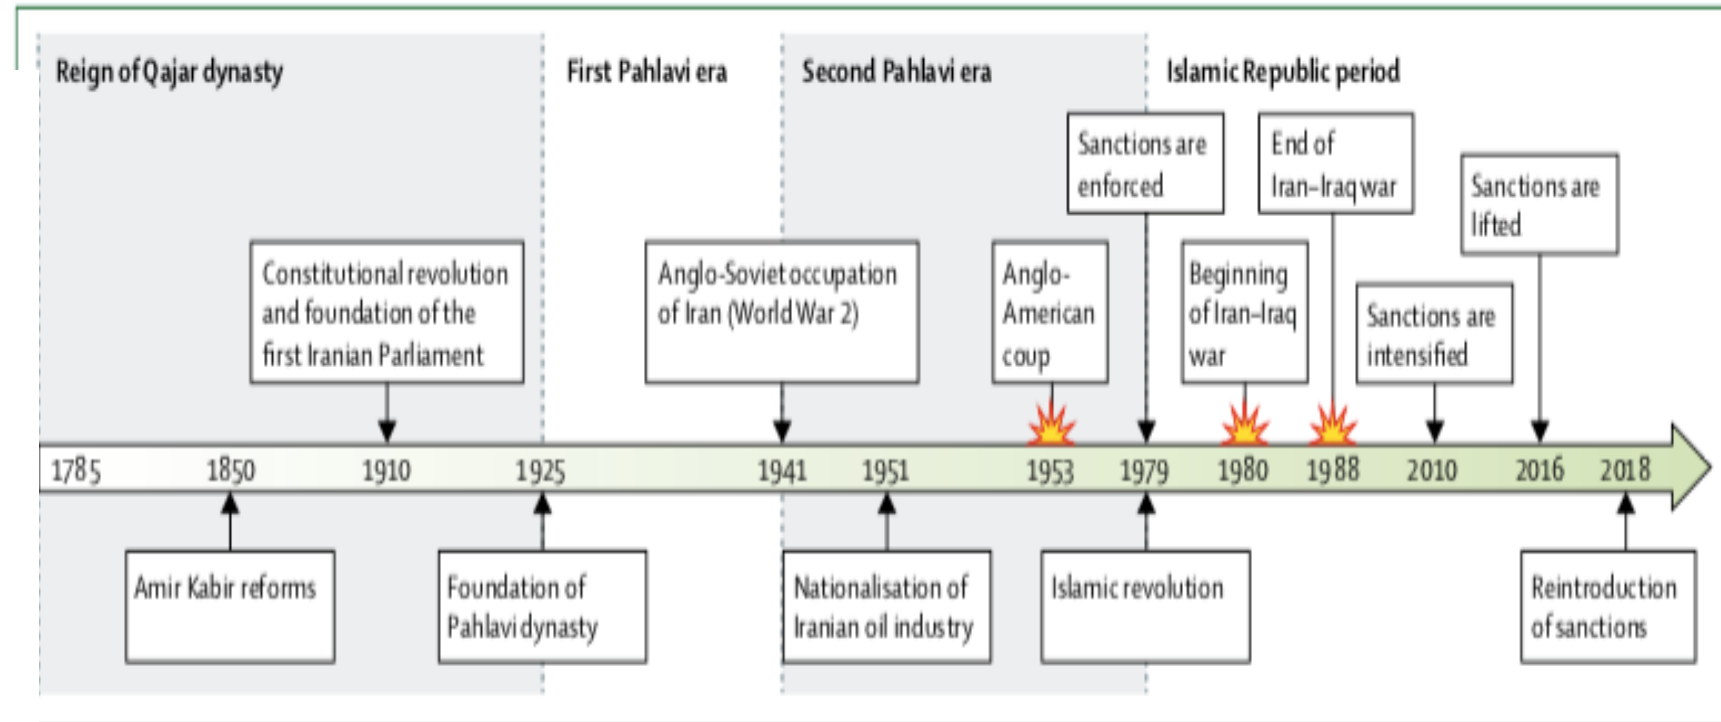 Reign of Qajar dynasty
First Pahlavi era
Second Pahlavi era
Islamic Republic period
Sanctions are
enforced
End of
Iran–Iraq war
Sanctions are
lifted
Constitutional revolution
and foundation of the
first Iranian Parliament
Anglo-Soviet occupation
of Iran (World War 2)
Anglo-
American
coup
Beginning
of Iran–Iraq
war
Sanctions are
intensified
1785 1850 1910 1925 1941 1951 1953 1979 1980 1988 2010 2016 2018
Amir Kabir reforms
Foundation of
Pahlavi dynasty
Nationalisation of
Iranian oil industry
Islamic revolution
Reintroduction
of sanctions